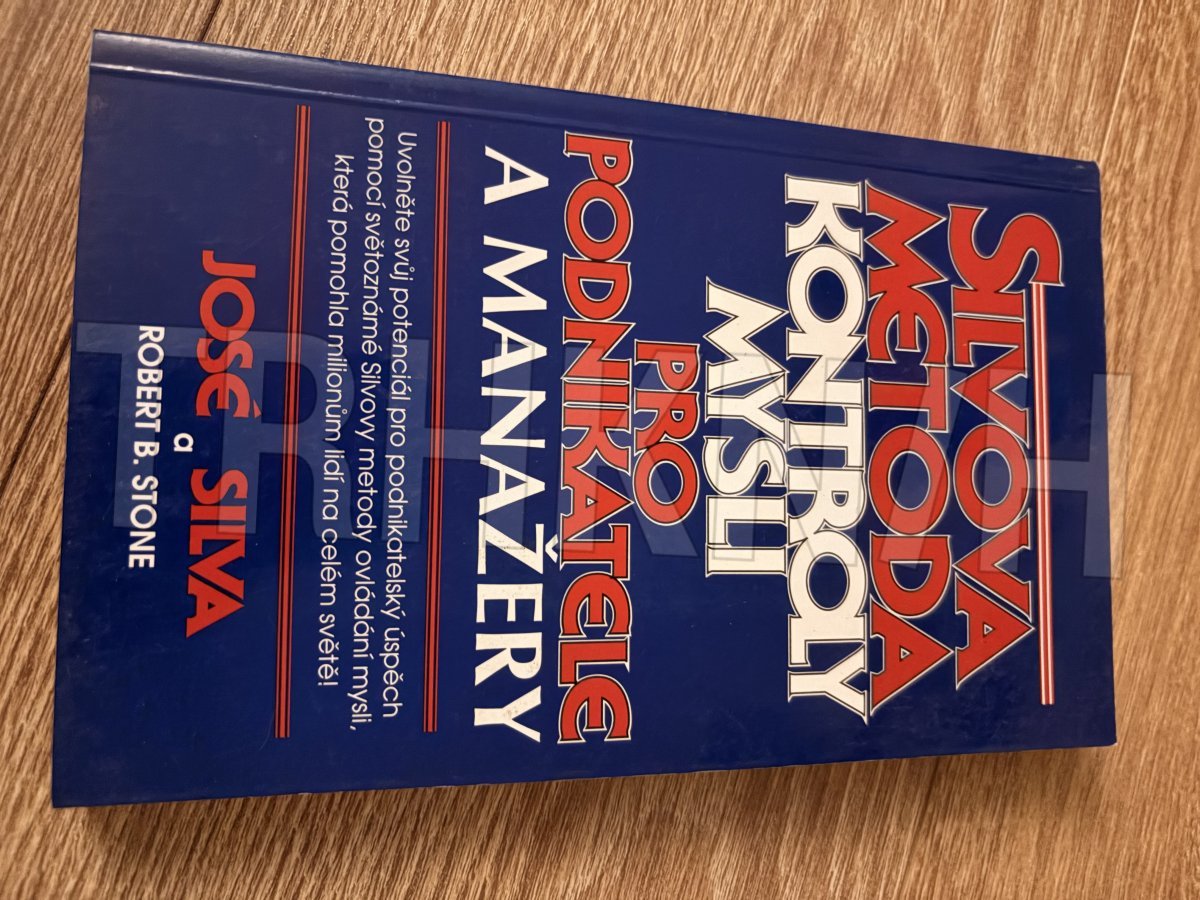 SILVOVA
METODA
KONTROLY
MYSLI
PRO
PODNIKATELE
A MANAŽERY
Uvolněte svůj potenciál pro podnikatelský úspěch
pomocí světoznámé Silvovy metody ovládání mysli,
která pomohla milionům lidí na celém světě!
JOSÉ SILVA
a
ROBERT B. STONE